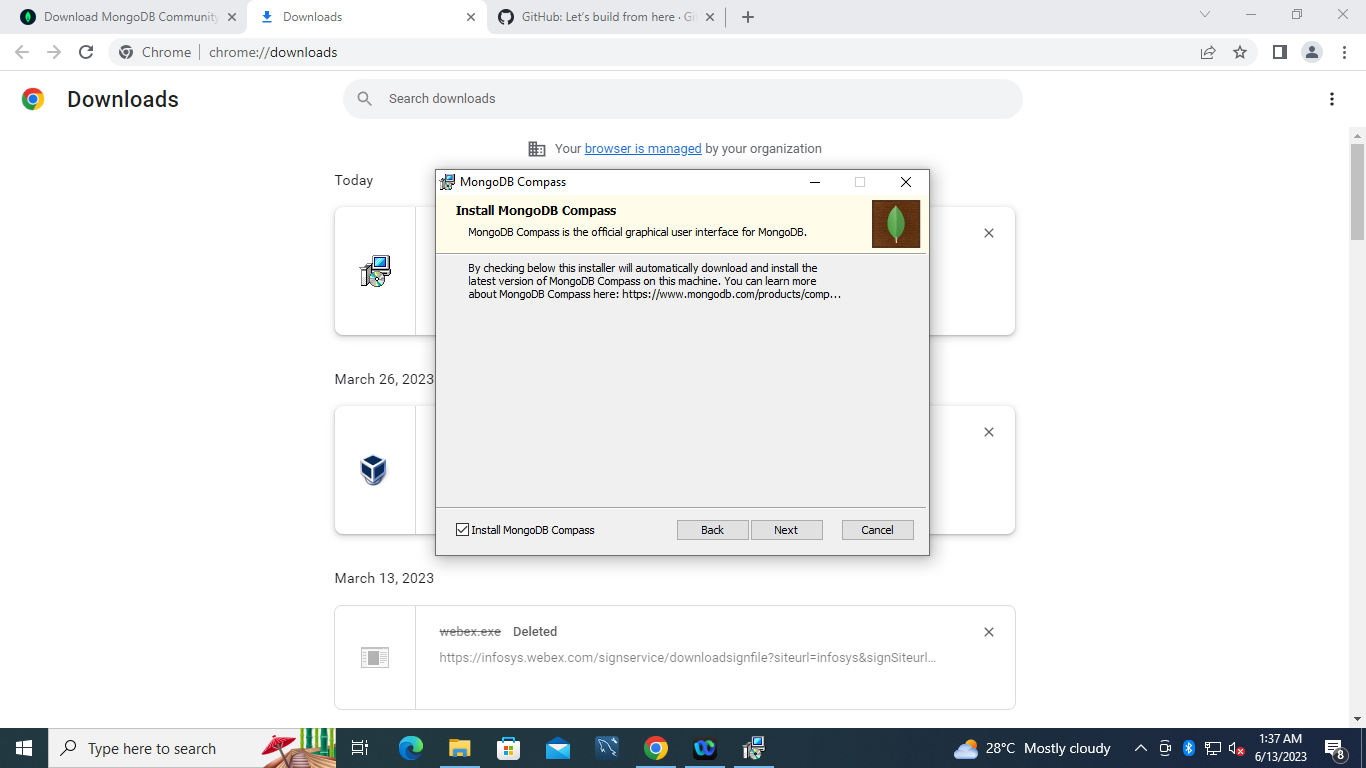 Download MongoDB Community
Downloads
GitHub: Let's build from here · Git
Chrome
chrome://downloads
Downloads
Search downloads
Your browser is managed by your organization
Today
MongoDB Compass
Install MongoDB Compass
MongoDB Compass is the official graphical user interface for MongoDB.
By checking below this installer will automatically download and install the
latest version of MongoDB Compass on this machine. You can learn more
about MongoDB Compass here: https://www.mongodb.com/products/comp...
March 26, 2023
Install MongoDB Compass
Back
Next
Cancel
March 13, 2023
webex.exe Deleted
https://infosys.webex.com/signservice/downloadsignfile?siteurl=infosys&signSiteurl...
Type here to search
28°C Mostly cloudy
1:37 AM
6/13/2023
8